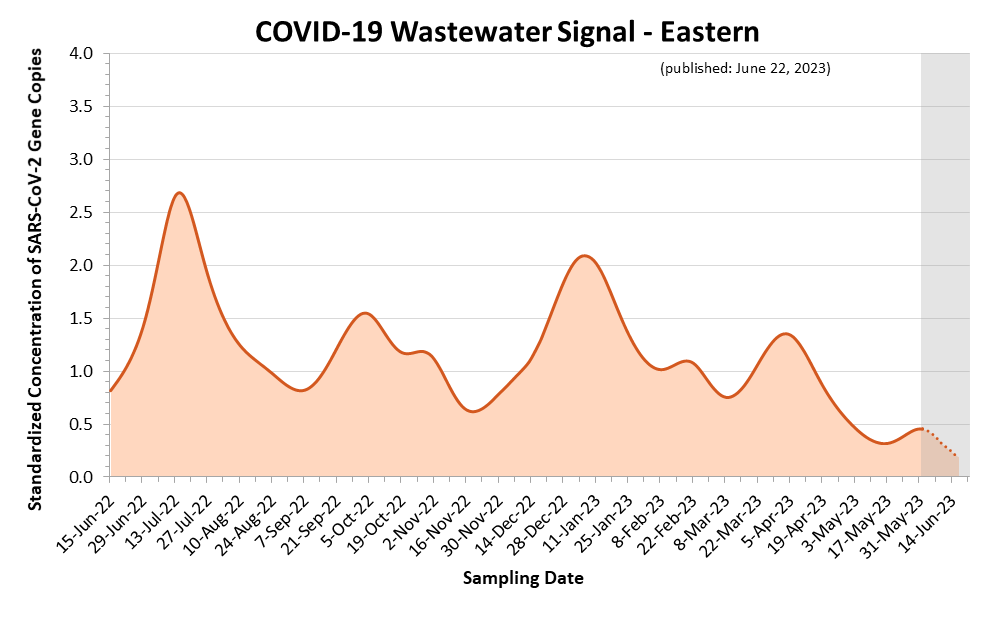 COVID-19 Wastewater Signal - Eastern
(published: June 22, 2023)
Standardized Concentration of SARS-CoV-2 Gene Copies
4.0
3.5
3.0
2.5
2.0
1.5
1.0
0.5
0.0
15-Jun-22
29-Jun-22
13-Jul-22
27-Jul-22
10-Aug-22
24-Aug-22
7-Sep-22
21-Sep-22
5-Oct-22
19-Oct-22
2-Nov-22
16-Nov-22
30-Nov-22
14-Dec-22
28-Dec-22
11-Jan-23
25-Jan-23
8-Feb-23
22-Feb-23
8-Mar-23
22-Mar-23
5-Apr-23
19-Apr-23
3-May-23
17-May-23
31-May-23
14-Jun-23
Sampling Date